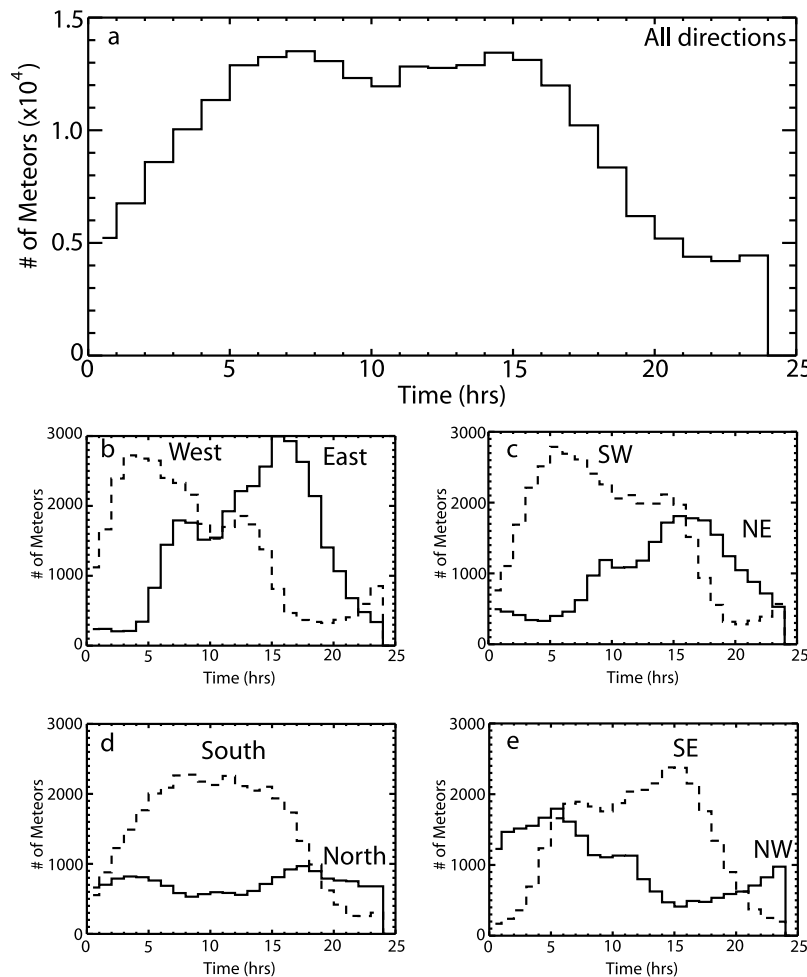 1.5
a
All directions
# of Meteors (x10⁴)
1.0
0.5
0
0 5 10 15 20 25
Time (hrs)
3000
b
West
East
# of Meteors
2000
1000
0
0 5 10 15 20 25
Time (hrs)
3000
c
SW
NE
# of Meteors
2000
1000
0
0 5 10 15 20 25
Time (hrs)
3000
d
South
North
# of Meteors
2000
1000
0
0 5 10 15 20 25
Time (hrs)
3000
e
SE
NW
# of Meteors
2000
1000
0
0 5 10 15 20 25
Time (hrs)